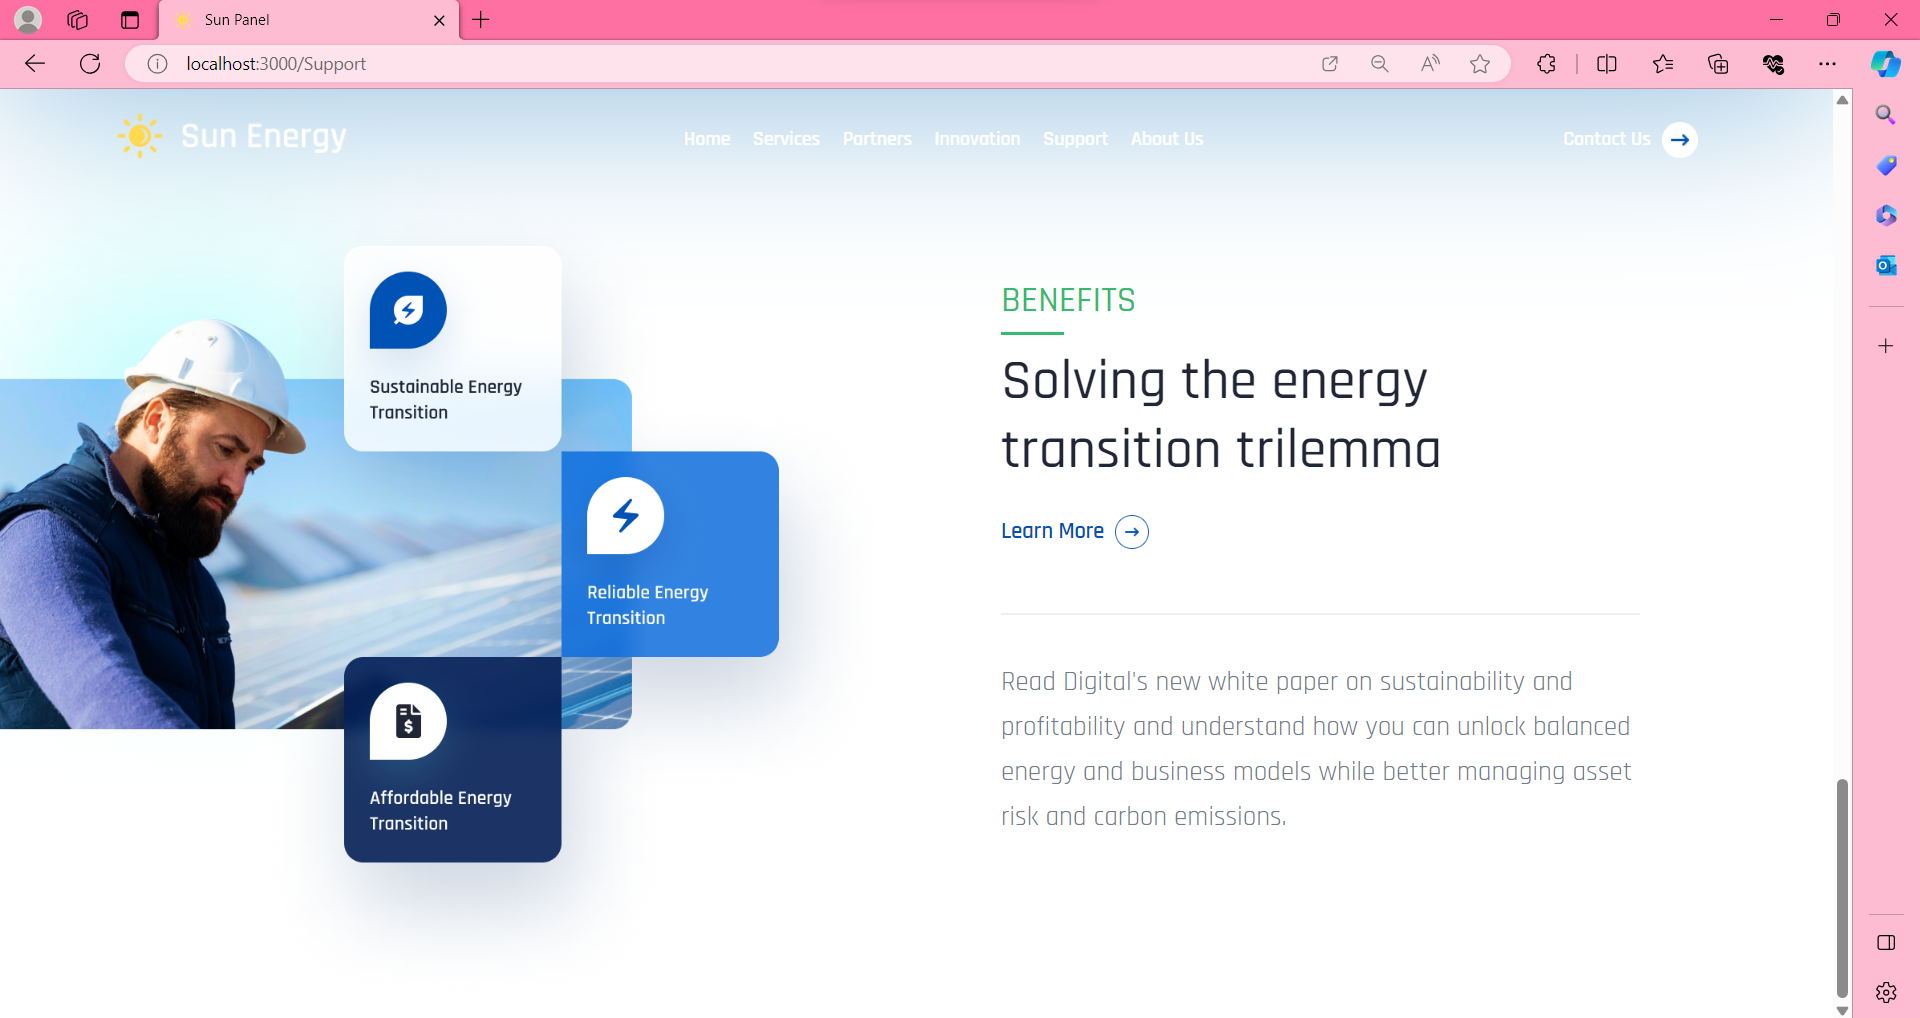 Sun Panel
localhost:3000/Support
Sun Energy
Home Services Partners Innovation Support About Us
Contact Us
Sustainable Energy
Transition
Reliable Energy
Transition
Affordable Energy
Transition
BENEFITS
Solving the energy
transition trilemma
Learn More
Read Digital's new white paper on sustainability and
profitability and understand how you can unlock balanced
energy and business models while better managing asset
risk and carbon emissions.